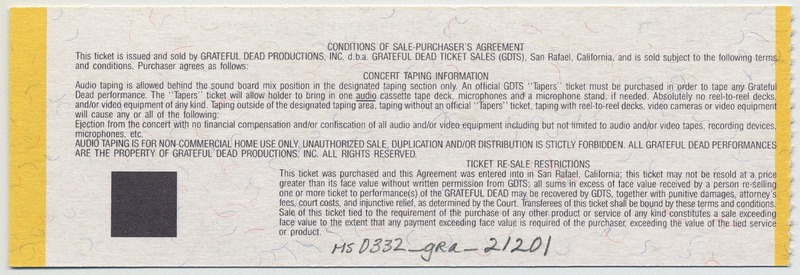 CONDITIONS OF SALE-PURCHASER'S AGREEMENT
This ticket is issued and sold by GRATEFUL DEAD PRODUCTIONS, INC. d.b.a. GRATEFUL DEAD TICKET SALES (GDTS), San Rafael, California, and is sold subject to the following terms
and conditions. Purchaser agrees as follows:
CONCERT TAPING INFORMATION
Audio taping is allowed behind the sound board mix position in the designated taping section only. An official GDTS "Tapers" ticket must be purchased in order to tape any Grateful
Dead performance. The "Tapers" ticket will allow holder to bring in one audio cassette tape deck, microphones and a microphone stand, if needed. Absolutely no reel-to-reel decks,
and/or video equipment of any kind. Taping outside of the designated taping area, taping without an official "Tapers" ticket, taping with reel-to-reel decks, video cameras or video equipment
will cause any or all of the following:
Ejection from the concert with no financial compensation and/or confiscation of all audio and/or video equipment including but not limited to audio and/or video tapes, recording devices,
microphones, etc.
AUDIO TAPING IS FOR NON-COMMERCIAL HOME USE ONLY, UNAUTHORIZED SALE, DUPLICATION AND/OR DISTRIBUTION IS STICTLY FORBIDDEN. ALL GRATEFUL DEAD PERFORMANCES
ARE THE PROPERTY OF GRATEFUL DEAD PRODUCTIONS, INC. ALL RIGHTS RESERVED.
TICKET RE-SALE RESTRICTIONS
This ticket was purchased and this Agreement was entered into in San Rafael, California; this ticket may not be resold at a price
greater than its face value without written permission from GDTS; all sums in excess of face value received by a person re-selling
one or more ticket to performance(s) of the GRATEFUL DEAD may be recovered by GDTS, together with punitive damages, attorney's
fees, court costs, and injunctive relief, as determined by the Court. Transferees of this ticket shall be bound by these terms and conditions.
Sale of this ticket tied to the requirement of the purchase of any other product or service of any kind constitutes a sale exceeding
face value to the extent that any payment exceeding face value is required of the purchaser, exceeding the value of the tied service
or product.
MS0332_gra_21201